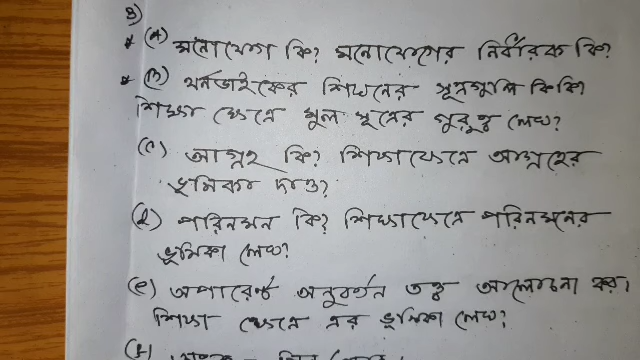 B)
* (a) মনোযোগ কি? মনোযোগের নির্ধারক কি?
* (b) থর্নডাইকের শিখনের সূত্রগুলি কি কি?
শিক্ষা ক্ষেত্রে মূল সূত্রের গুরুত্ব লেখ?
(c) আগ্রহ কি? শিক্ষাক্ষেত্রে আগ্রহের
ভূমিকা দাও?
(d) পরিনমন কি? শিক্ষাক্ষেত্রে পরিনমনের
ভূমিকা লেখ?
(e) অপারেন্ট অনুবর্তন তত্ত্ব আলোচনা কর।
শিক্ষা ক্ষেত্রে এর ভূমিকা লেখ?
(f)